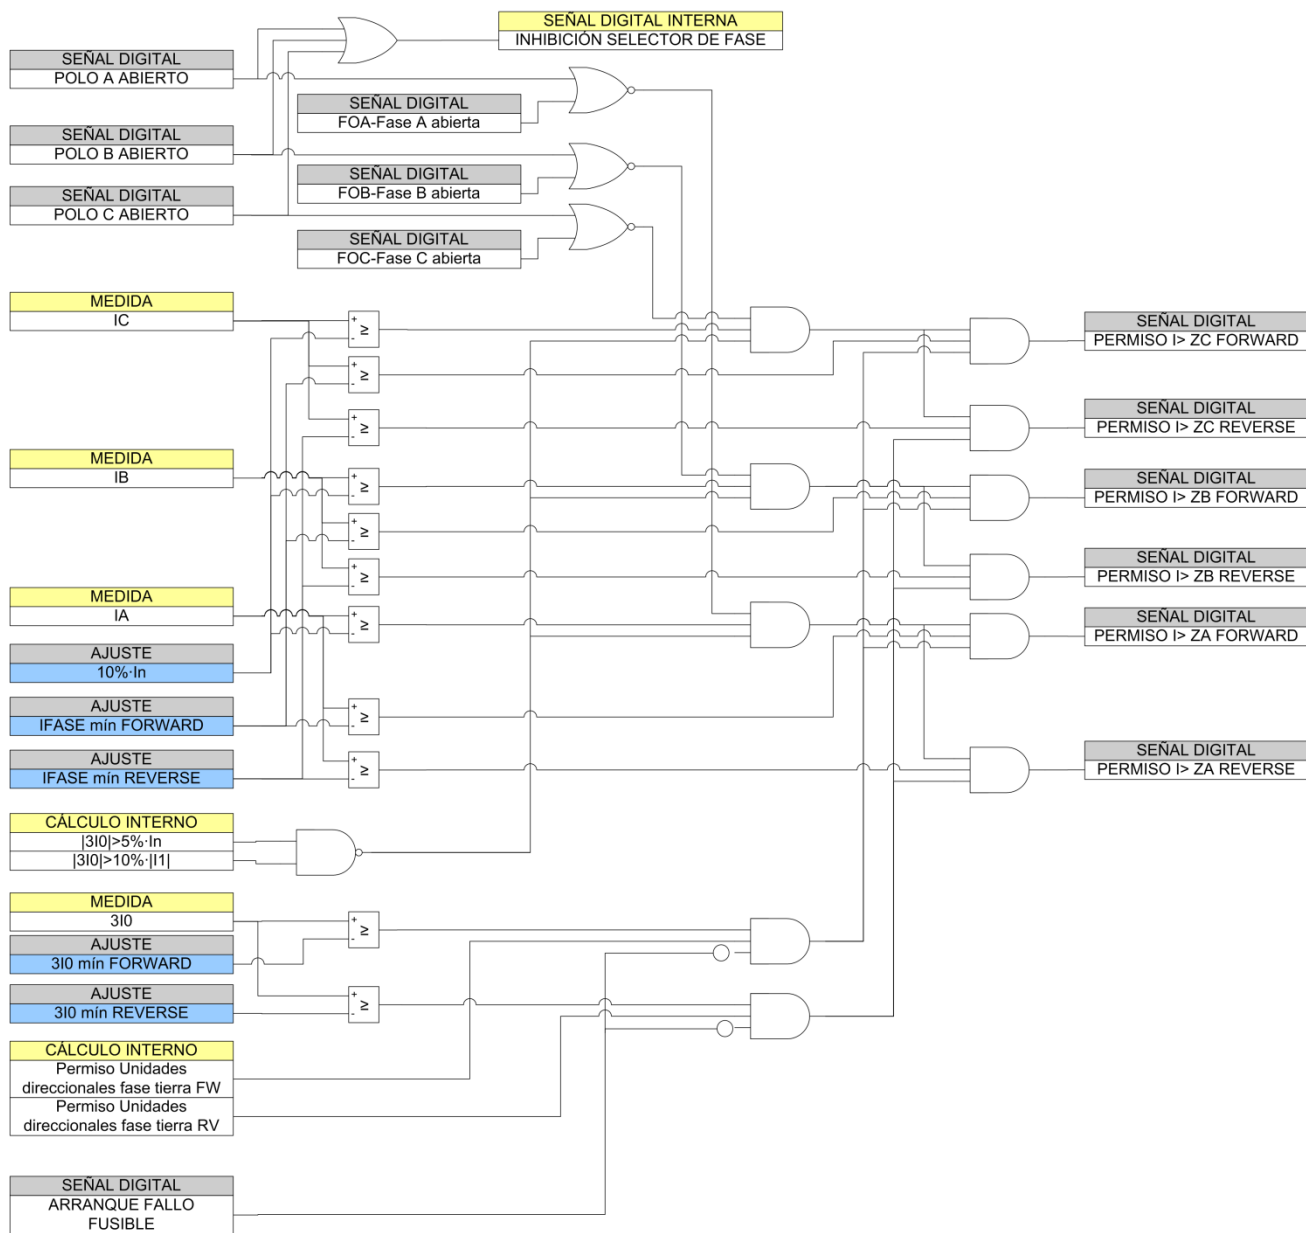 SEÑAL DIGITAL INTERNA
INHIBICIÓN SELECTOR DE FASE
SEÑAL DIGITAL
POLO A ABIERTO
SEÑAL DIGITAL
FOA-Fase A abierta
SEÑAL DIGITAL
POLO B ABIERTO
SEÑAL DIGITAL
FOB-Fase B abierta
SEÑAL DIGITAL
POLO C ABIERTO
SEÑAL DIGITAL
FOC-Fase C abierta
MEDIDA
IC
MEDIDA
IB
MEDIDA
IA
AJUSTE
10%·In
AJUSTE
IFASE mín FORWARD
AJUSTE
IFASE mín REVERSE
CÁLCULO INTERNO
|3I0|>5%·In
|3I0|>10%·|I1|
MEDIDA
3I0
AJUSTE
3I0 mín FORWARD
AJUSTE
3I0 mín REVERSE
CÁLCULO INTERNO
Permiso Unidades
direccionales fase tierra FW
Permiso Unidades
direccionales fase tierra RV
SEÑAL DIGITAL
ARRANQUE FALLO
FUSIBLE
+
-
≥
+
-
≥
+
-
≥
+
-
≥
+
-
≥
+
-
≥
+
-
≥
+
-
≥
+
-
≥
+
-
≥
+
-
≥
SEÑAL DIGITAL
PERMISO I> ZC FORWARD
SEÑAL DIGITAL
PERMISO I> ZC REVERSE
SEÑAL DIGITAL
PERMISO I> ZB FORWARD
SEÑAL DIGITAL
PERMISO I> ZB REVERSE
SEÑAL DIGITAL
PERMISO I> ZA FORWARD
SEÑAL DIGITAL
PERMISO I> ZA REVERSE